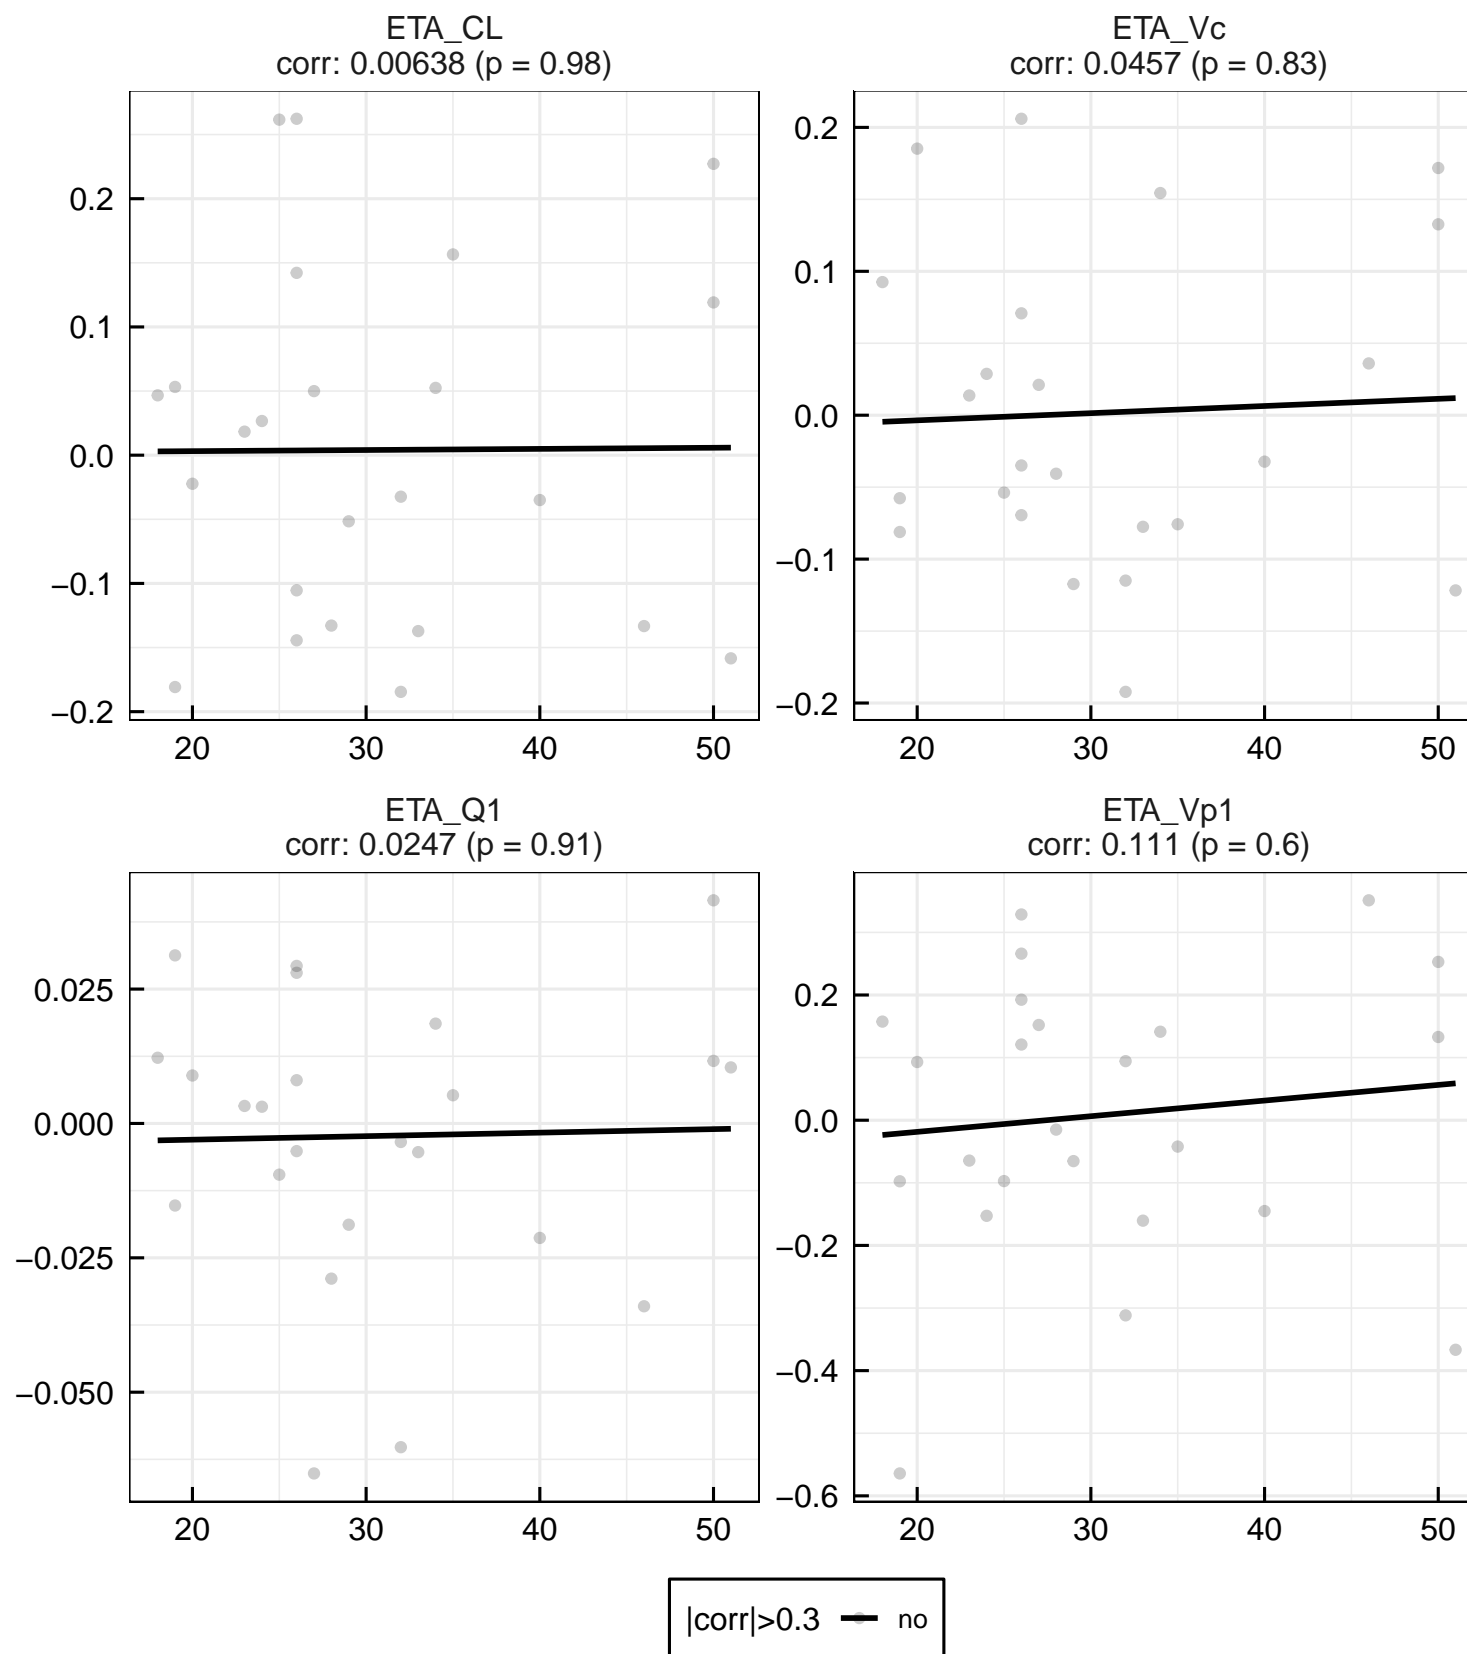 ETA_CL
corr: 0.00638 (p = 0.98)
0.2
0.1
0.0
−0.1
−0.2
20 30 40 50
ETA_Vc
corr: 0.0457 (p = 0.83)
0.2
0.1
0.0
−0.1
−0.2
20 30 40 50
ETA_Q1
corr: 0.0247 (p = 0.91)
0.025
0.000
−0.025
−0.050
20 30 40 50
ETA_Vp1
corr: 0.111 (p = 0.6)
0.2
0.0
−0.2
−0.4
−0.6
20 30 40 50
|corr|>0.3 no